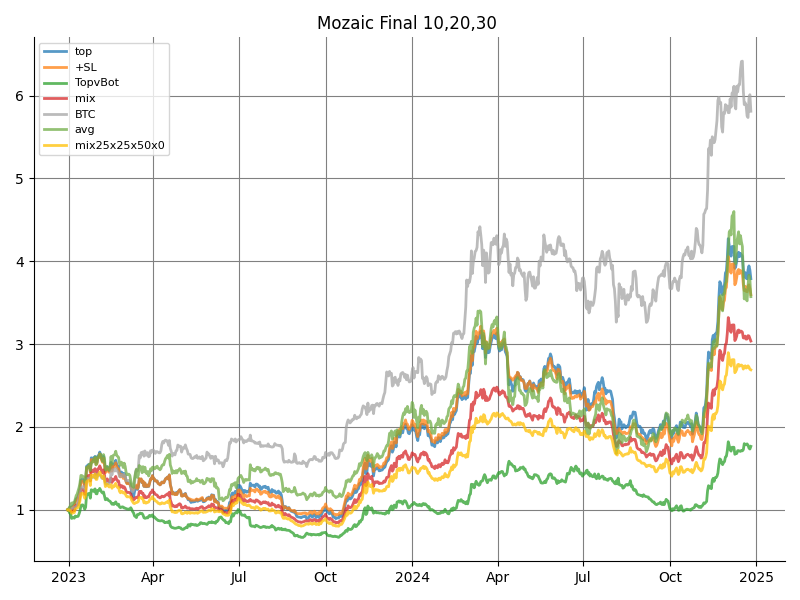 Mozaic Final 10,20,30
top
+SL
TopvBot
mix
BTC
avg
mix25x25x50x0
6
5
4
3
2
1
2023 Apr Jul Oct 2024 Apr Jul Oct 2025